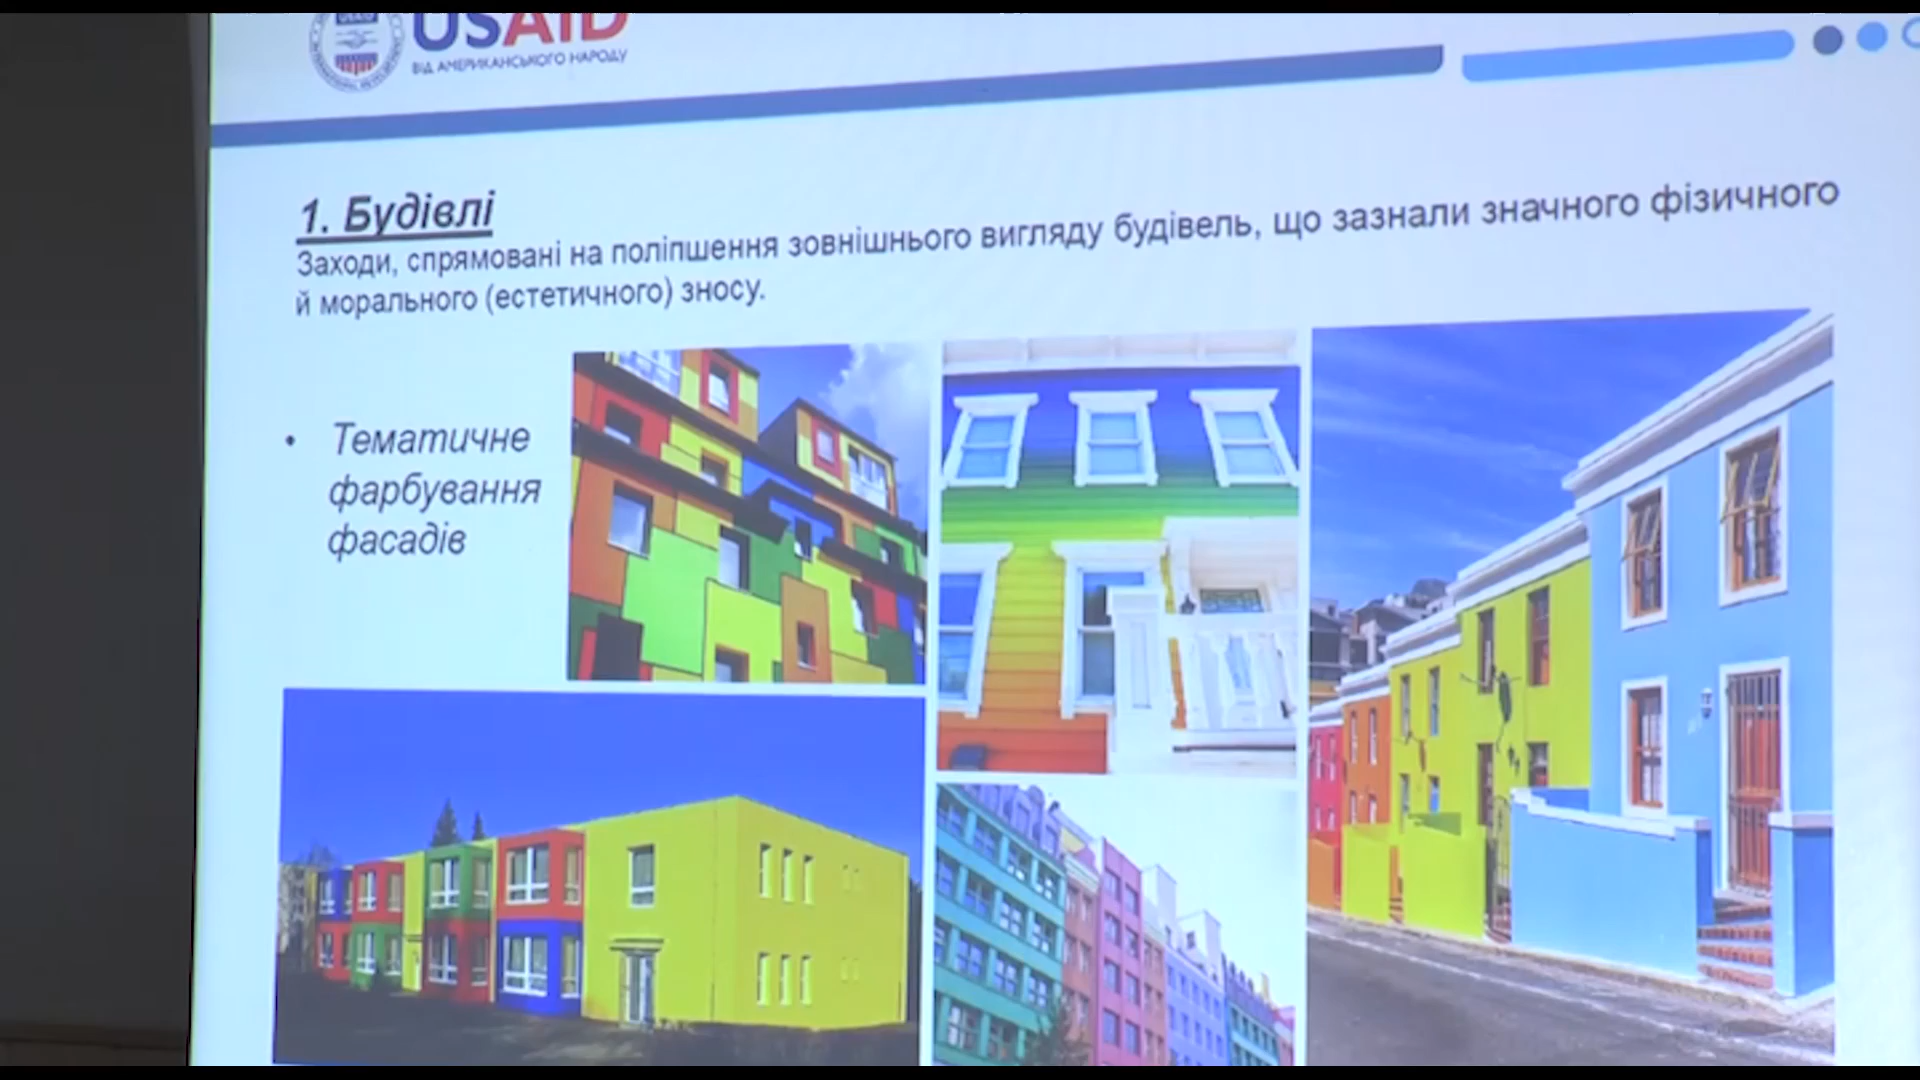 USAID
ВІД АМЕРИКАНСЬКОГО НАРОДУ
1. Будівлі
Заходи, спрямовані на поліпшення зовнішнього вигляду будівель, що зазнали значного фізичного
й морального (естетичного) зносу.
• Тематичне
фарбування
фасадів